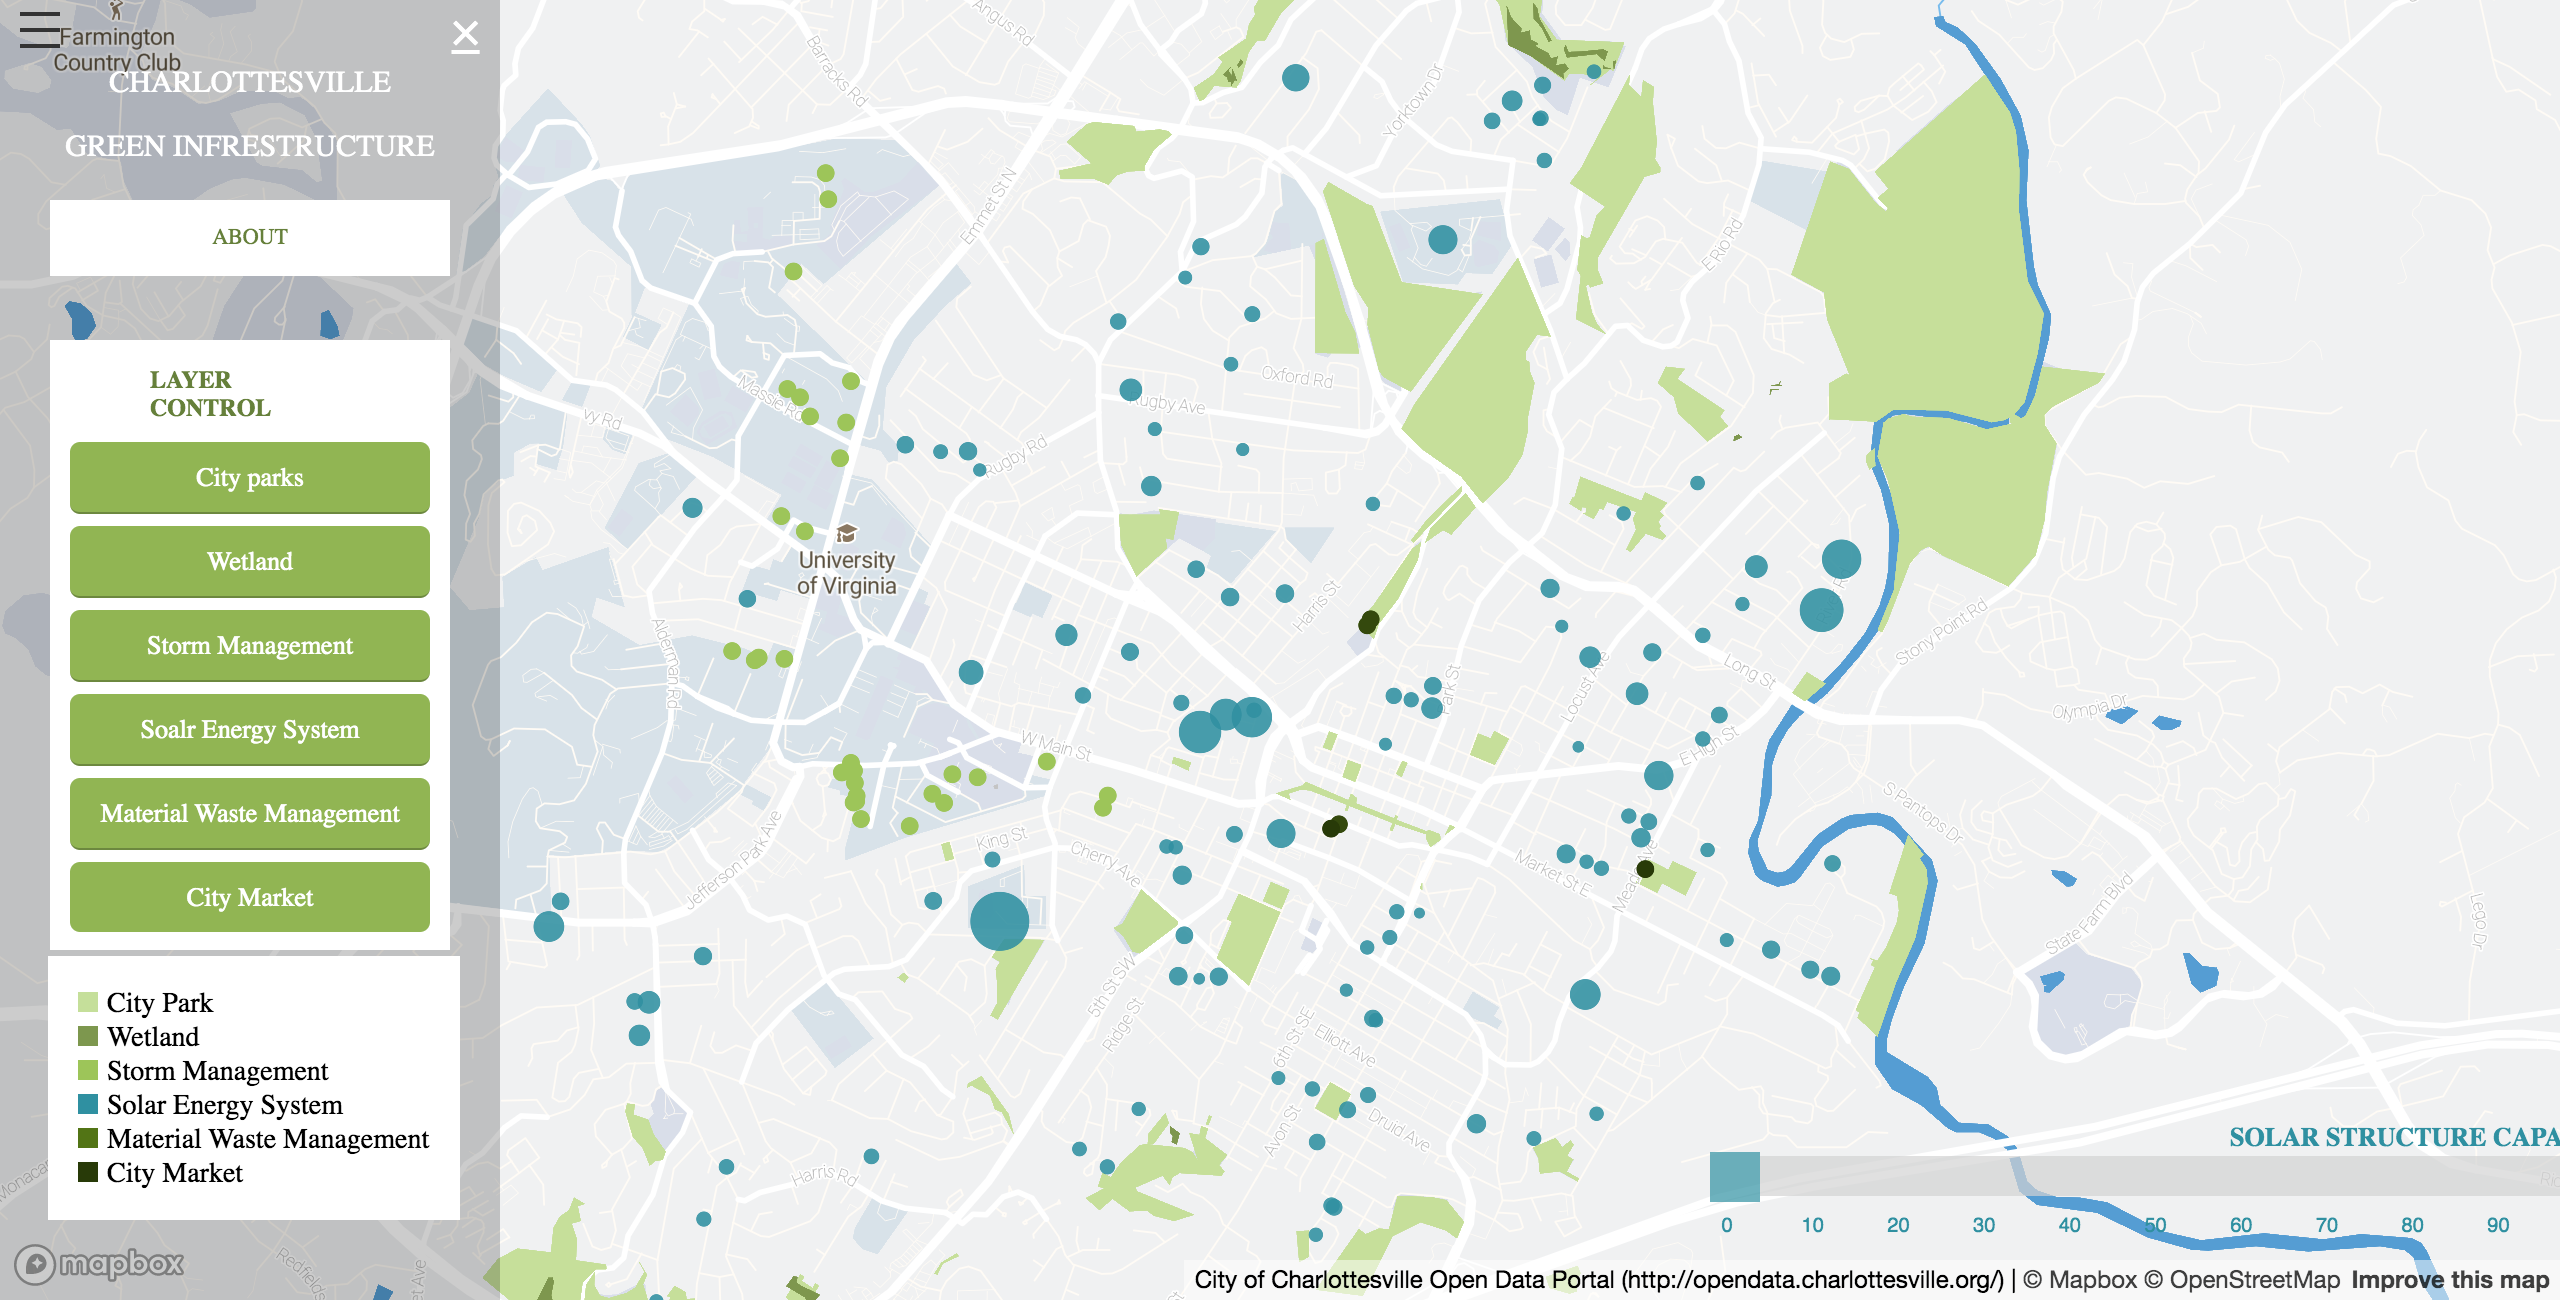 Farmington
Country Club
CHARLOTTESVILLE
GREEN INFRESTRUCTURE
ABOUT
LAYER
CONTROL
City parks
Wetland
Storm Management
Soalr Energy System
Material Waste Management
City Market
City Park
Wetland
Storm Management
Solar Energy System
Material Waste Management
City Market
mapbox
Angus Rd
Barracks Rd
Yorktown Dr
Emmet St N
E Rio Rd
Oxford Rd
Rugby Ave
Massie Rd
vy Rd
Rugby Rd
University
of Virginia
Harris St
Alderman Rd
Stony Point Rd
Long St
Locust Ave
Park St
Olympia Dr
W Main St
E High St
S Pantops Dr
King St
Cherry Ave
Jefferson Park Ave
Market St E
Mead Ave
State Farm Blvd
Lego Dr
5th St SW
Ridge St
6th St SE
Elliott Ave
Avon St
Druid Ave
Harris Rd
Monaca
Redfields
et Ave
SOLAR STRUCTURE CAPA
0 10 20 30 40 50 60 70 80 90
City of Charlottesville Open Data Portal (http://opendata.charlottesville.org/) | © Mapbox © OpenStreetMap Improve this map